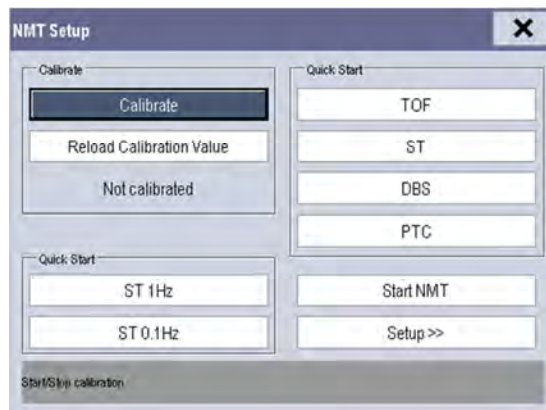 NMT Setup
Calibrate
Calibrate
Reload Calibration Value
Not calibrated
Quick Start
TOF
ST
DBS
PTC
Quick Start
ST 1Hz
ST 0.1Hz
Start NMT
Setup >>
Start/Stop calibration